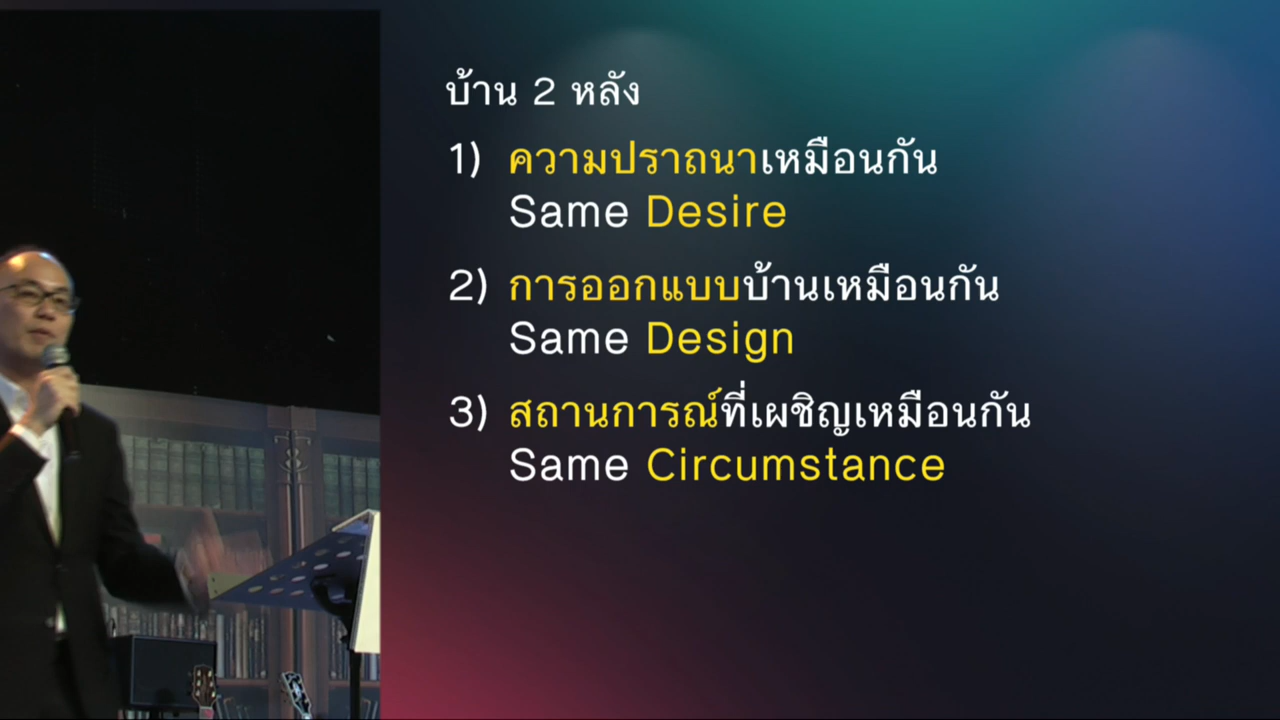 บ้าน 2 หลัง
1) ความปราถนาเหมือนกัน
Same Desire
2) การออกแบบบ้านเหมือนกัน
Same Design
3) สถานการณ์ที่เผชิญเหมือนกัน
Same Circumstance